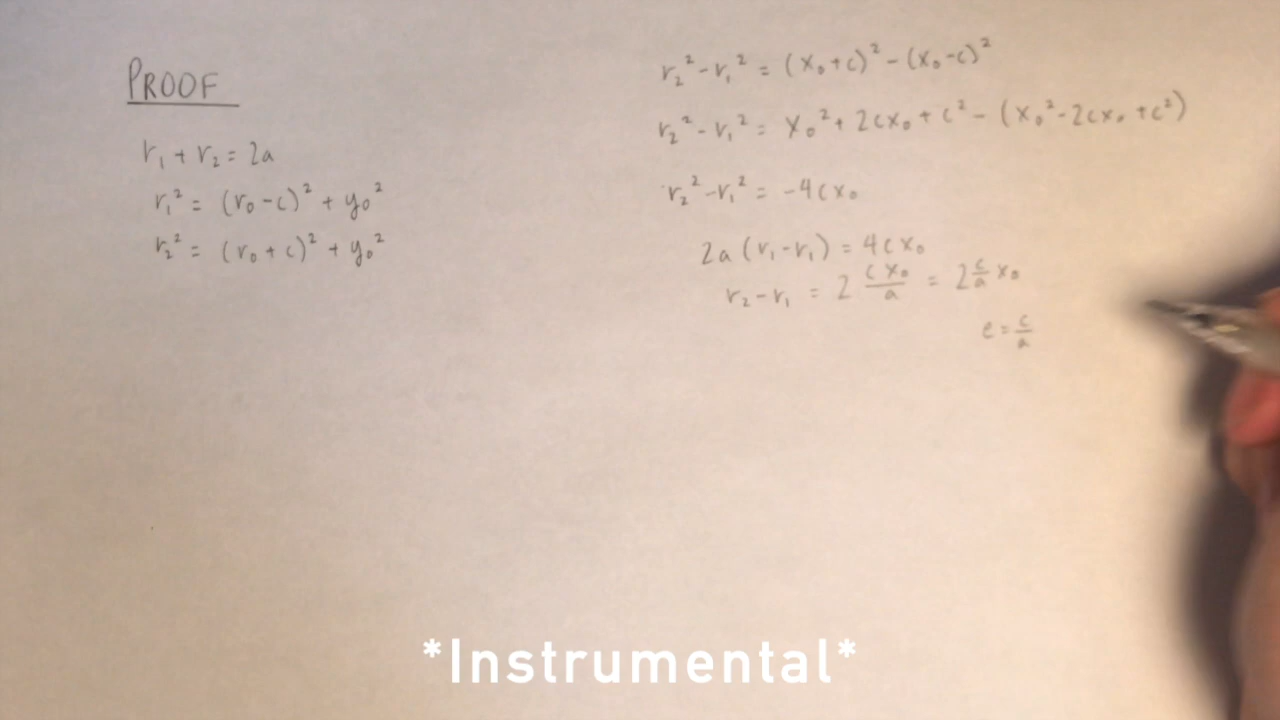 PROOF
r₁ + r₂ = 2a
r₁² = (r₀ - c)² + y₀²
r₂² = (r₀ + c)² + y₀²
r₂² - r₁² = (x₀ + c)² - (x₀ - c)²
r₂² - r₁² = x₀² + 2cx₀ + c² - (x₀² - 2cx₀ + c²)
r₂² - r₁² = -4cx₀
2a (r₁ - r₁) = 4cx₀
r₂ - r₁ = 2 cx₀/a = 2 c/a x₀
e = c/a
*Instrumental*